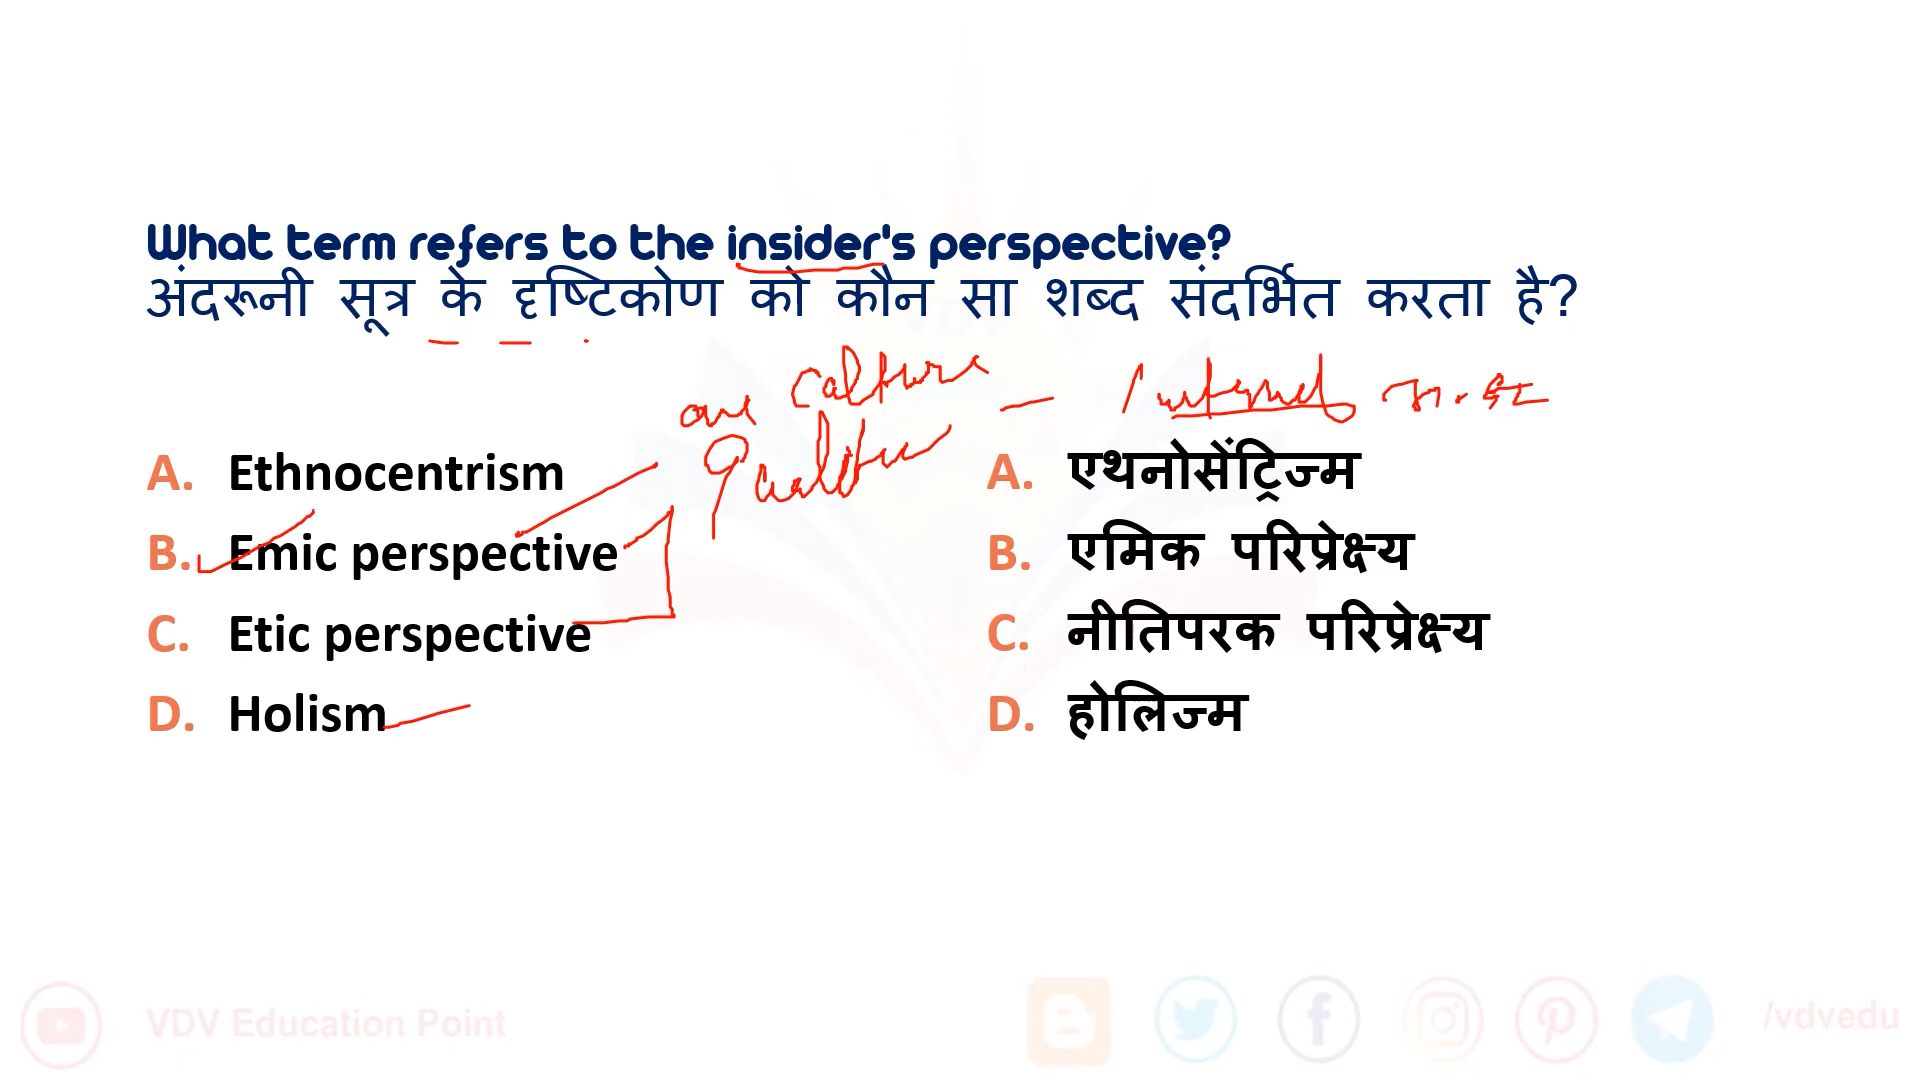 What term refers to the insider's perspective?
अंदरूनी सूत्र के दृष्टिकोण को कौन सा शब्द संदर्भित करता है?
culture
A. Ethnocentrism
B. Emic perspective
C. Etic perspective
D. Holism
A. एथनोसेंट्रिज्म
B. एमिक परिप्रेक्ष्य
C. नीतिपरक परिप्रेक्ष्य
D. होलिज्म
VDV Education Point
/vdvedu